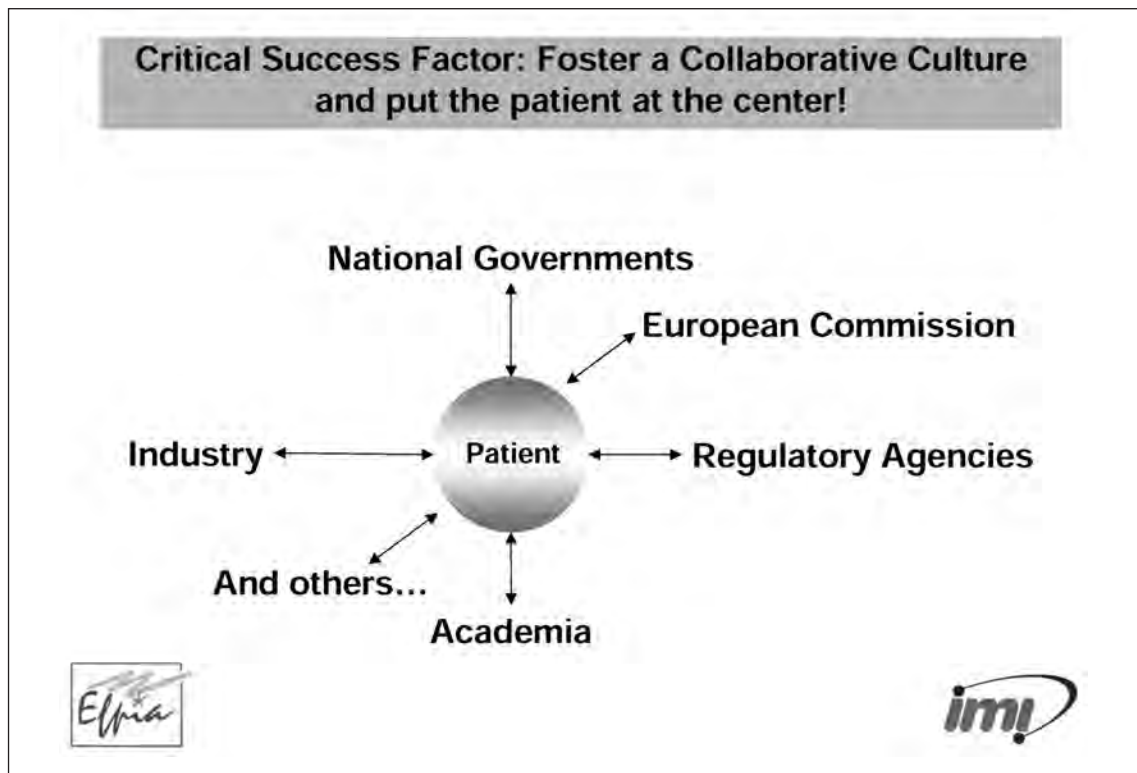 Critical Success Factor: Foster a Collaborative Culture
and put the patient at the center!
National Governments
European Commission
Industry
Patient
Regulatory Agencies
And others...
Academia
Efpia
imi